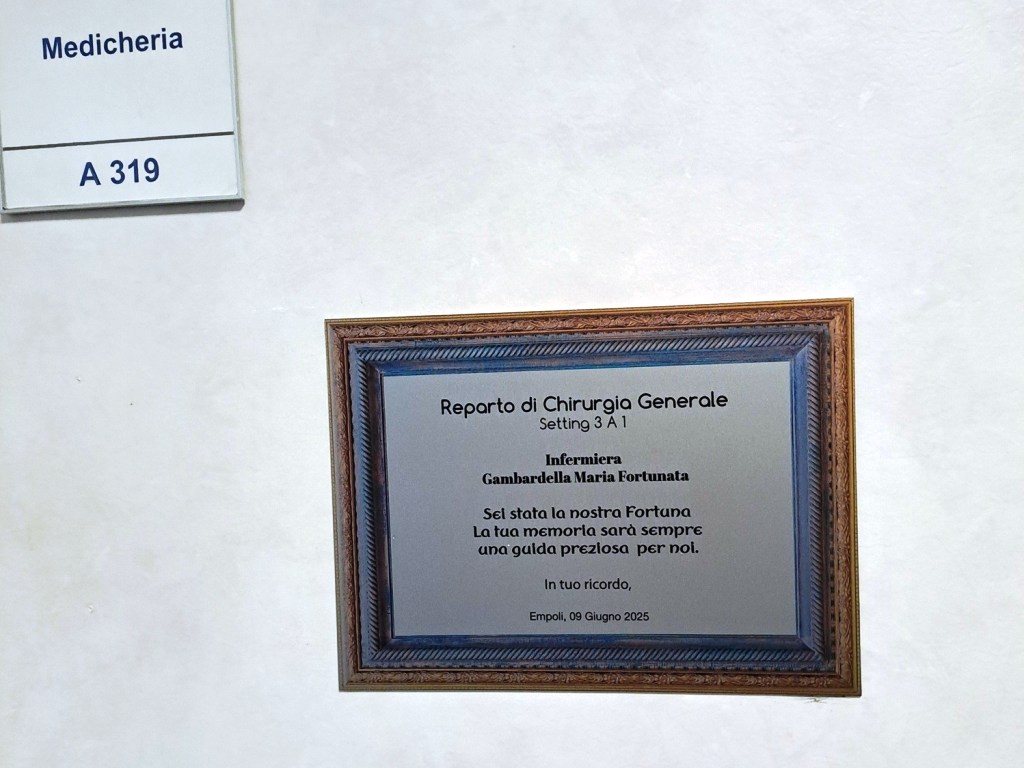 Medicheria
A 319
Reparto di Chirurgia Generale
Setting 3 A 1
Infermiera
Gambardella Maria Fortunata
Sei stata la nostra Fortuna
La tua memoria sarà sempre
una guida preziosa per noi.
In tuo ricordo,
Empoli, 09 Giugno 2025